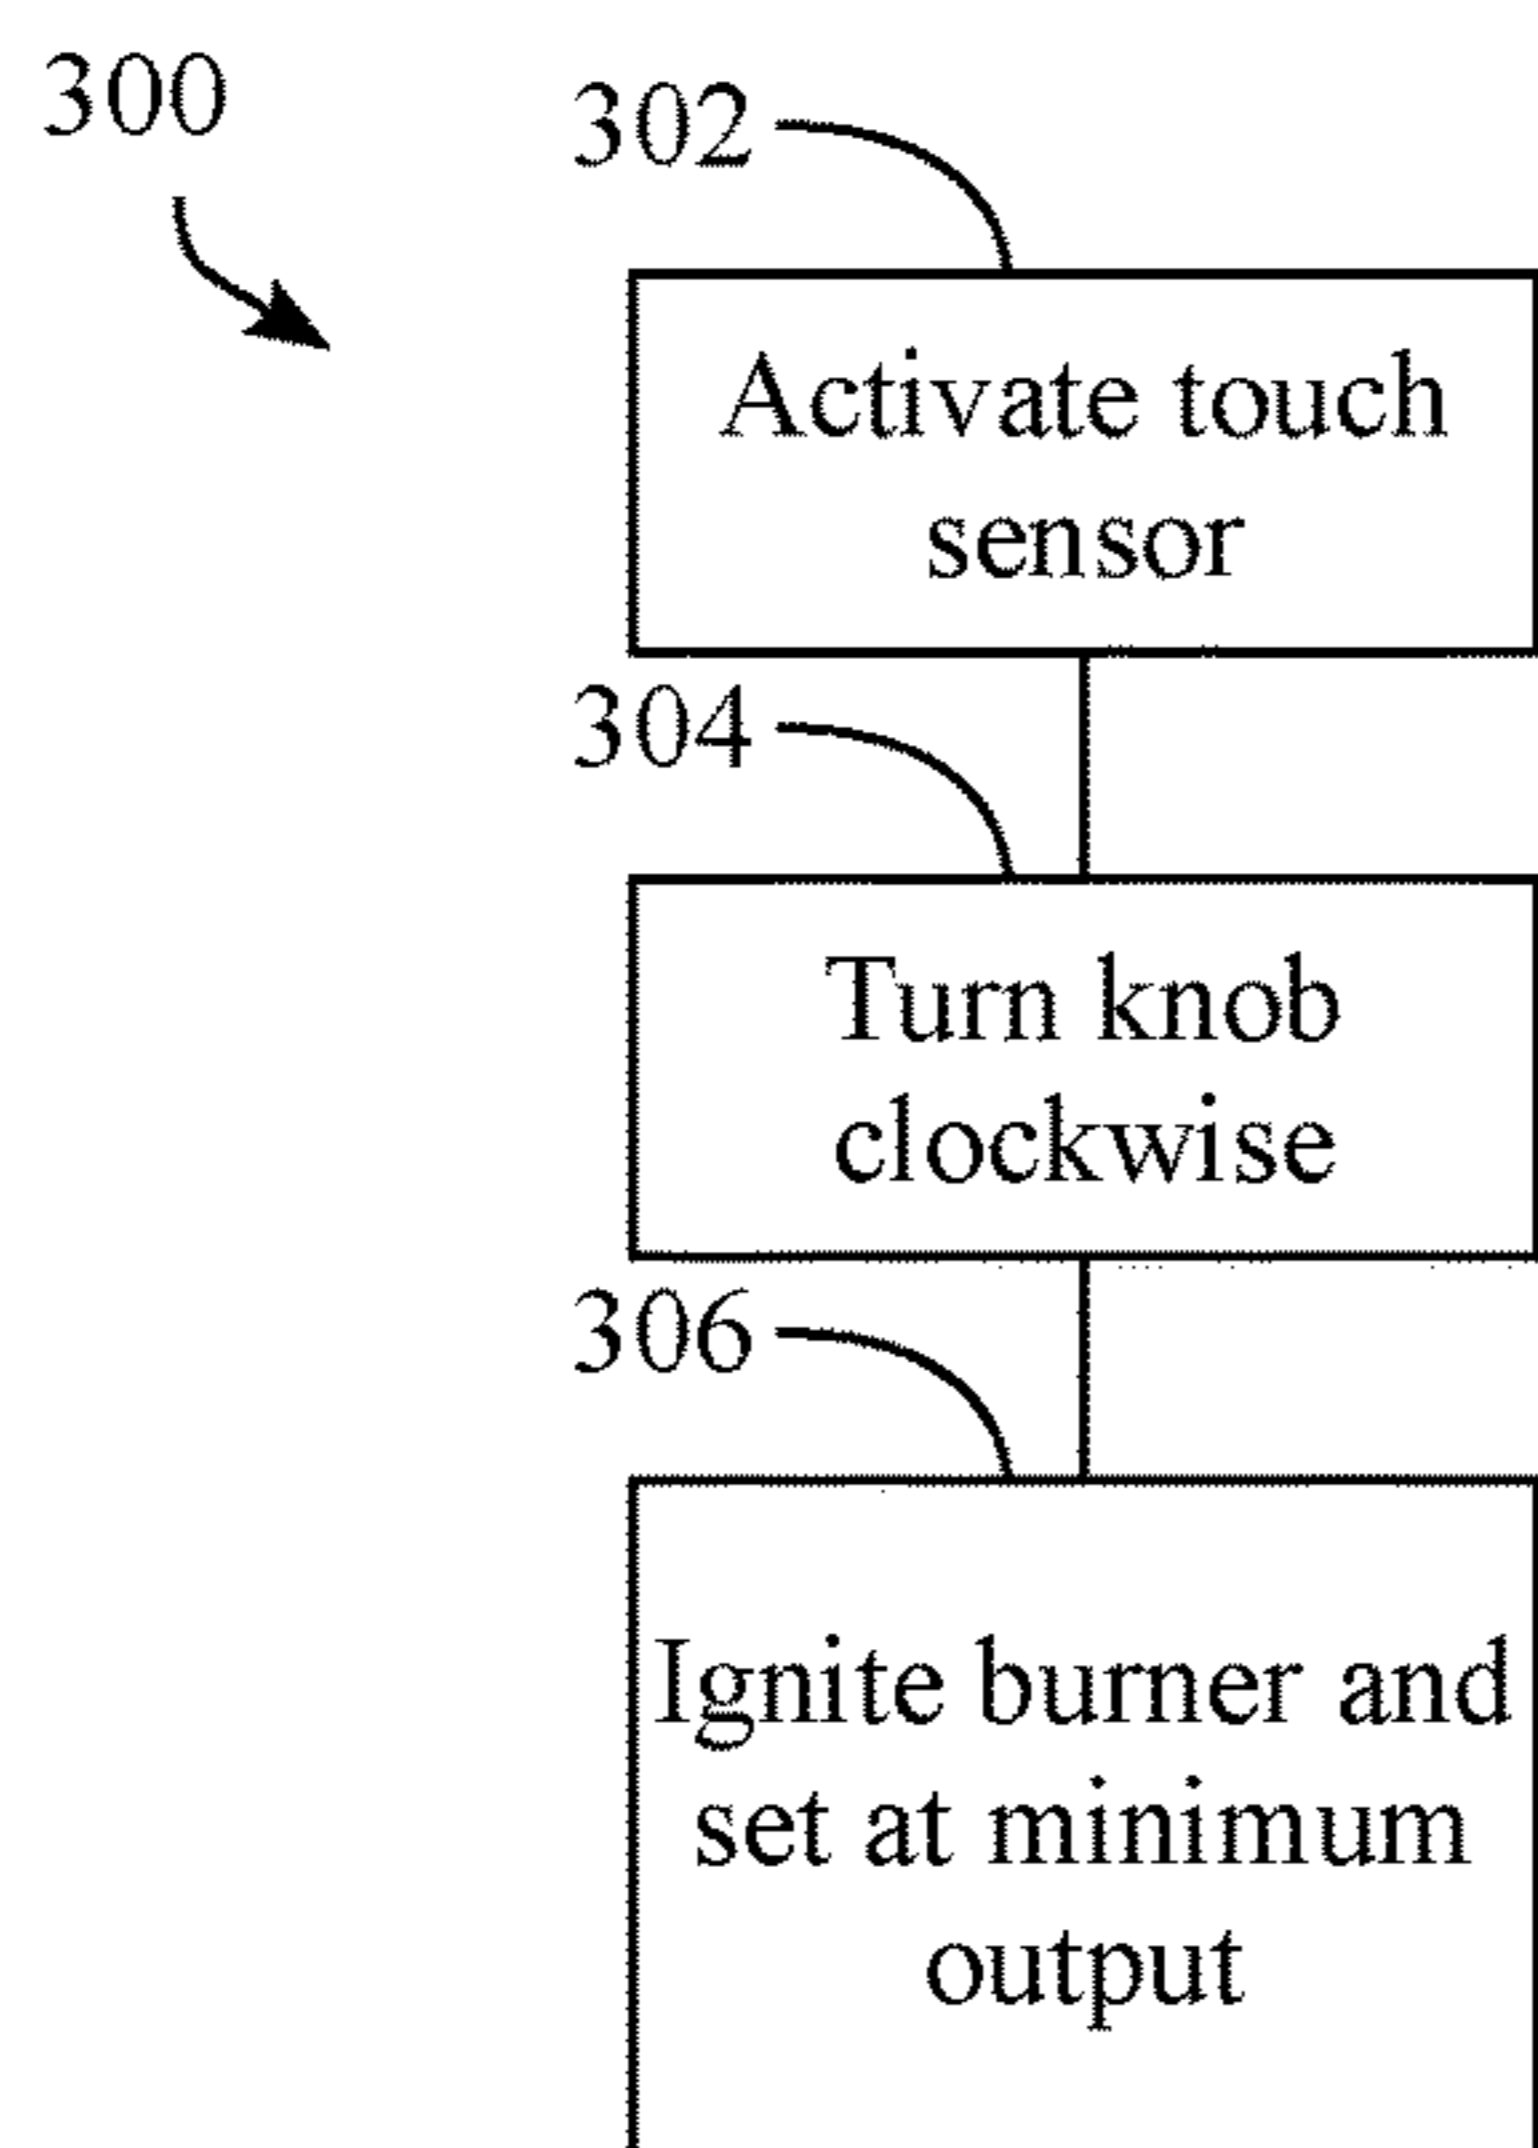 300
302
Activate touch
sensor
304
Turn knob
clockwise
306
Ignite burner and
set at minimum
output